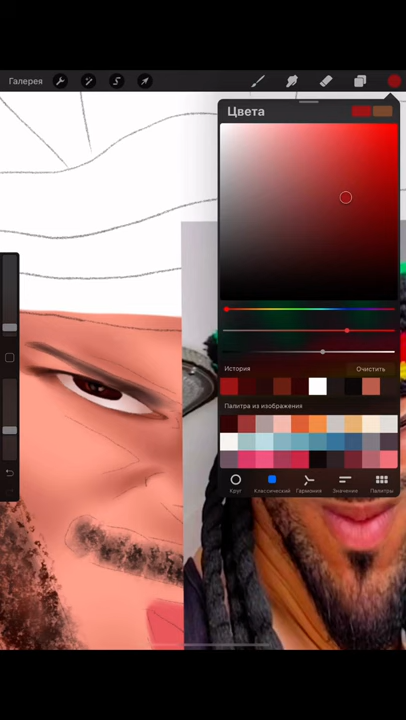 Галерея
Цвета
История
Очистить
Палитра из изображения
Круг
Классический
Гармония
Значение
Палитры